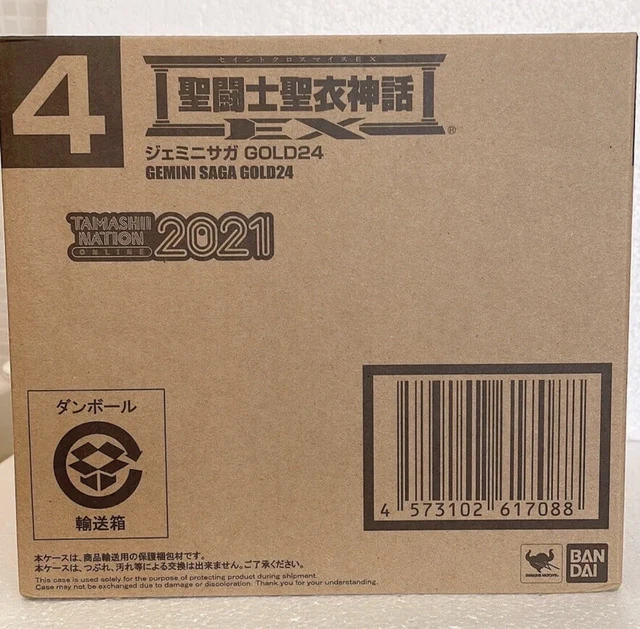 4
セイントクロスマイスEX
聖闘士聖衣神話
EX®
ジェミニサガ GOLD24
GEMINI SAGA GOLD24
TAMASHII
NATION
ONLINE
2021
ダンボール
輸送箱
4 573102 617088
本ケースは、商品輸送用の保護梱包材です。
本ケースは、つぶれ、汚れ等による交換は出来ません。ご了承ください。
This case is used solely for the purpose of protecting product during shipment.
Case may not be exchanged due to damage or discoloration. Thank you for your understanding.
BAN
DAI